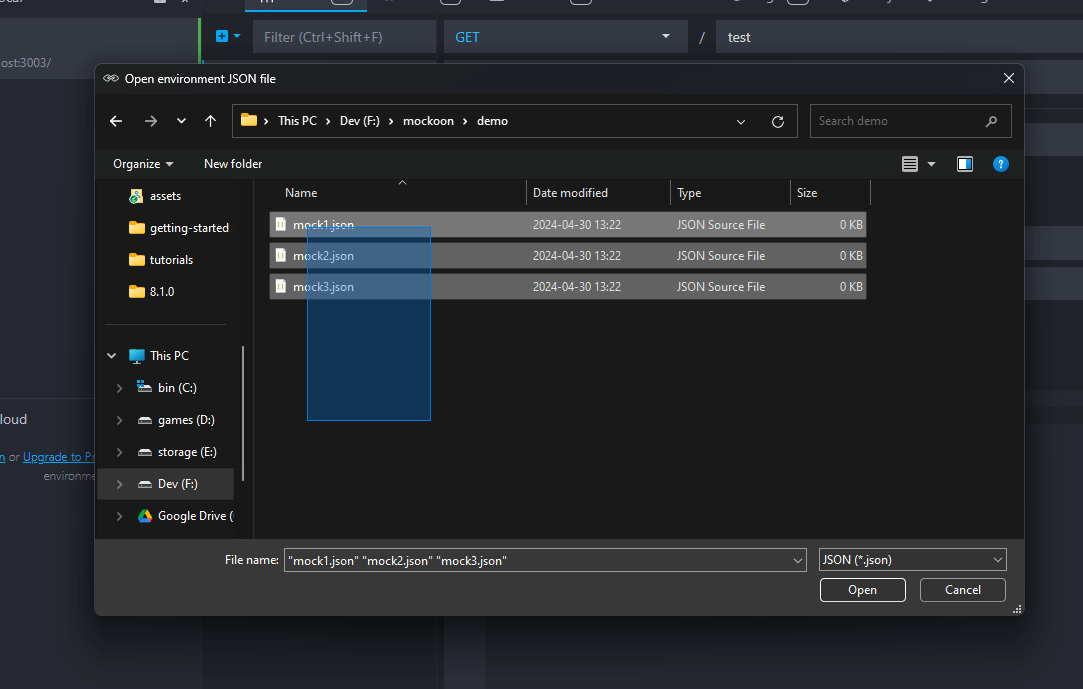 Filter (Ctrl+Shift+F)
GET
/
test
ost:3003/
Open environment JSON file
This PC > Dev (F:) > mockoon > demo
Search demo
Organize
New folder
Name
Date modified
Type
Size
assets
getting-started
tutorials
8.1.0
mock1.json 2024-04-30 13:22 JSON Source File 0 KB
mock2.json 2024-04-30 13:22 JSON Source File 0 KB
mock3.json 2024-04-30 13:22 JSON Source File 0 KB
This PC
bin (C:)
games (D:)
storage (E:)
Dev (F:)
Google Drive (
loud
n or Upgrade to Pr
environme
File name: "mock1.json" "mock2.json" "mock3.json"
JSON (*.json)
Open
Cancel